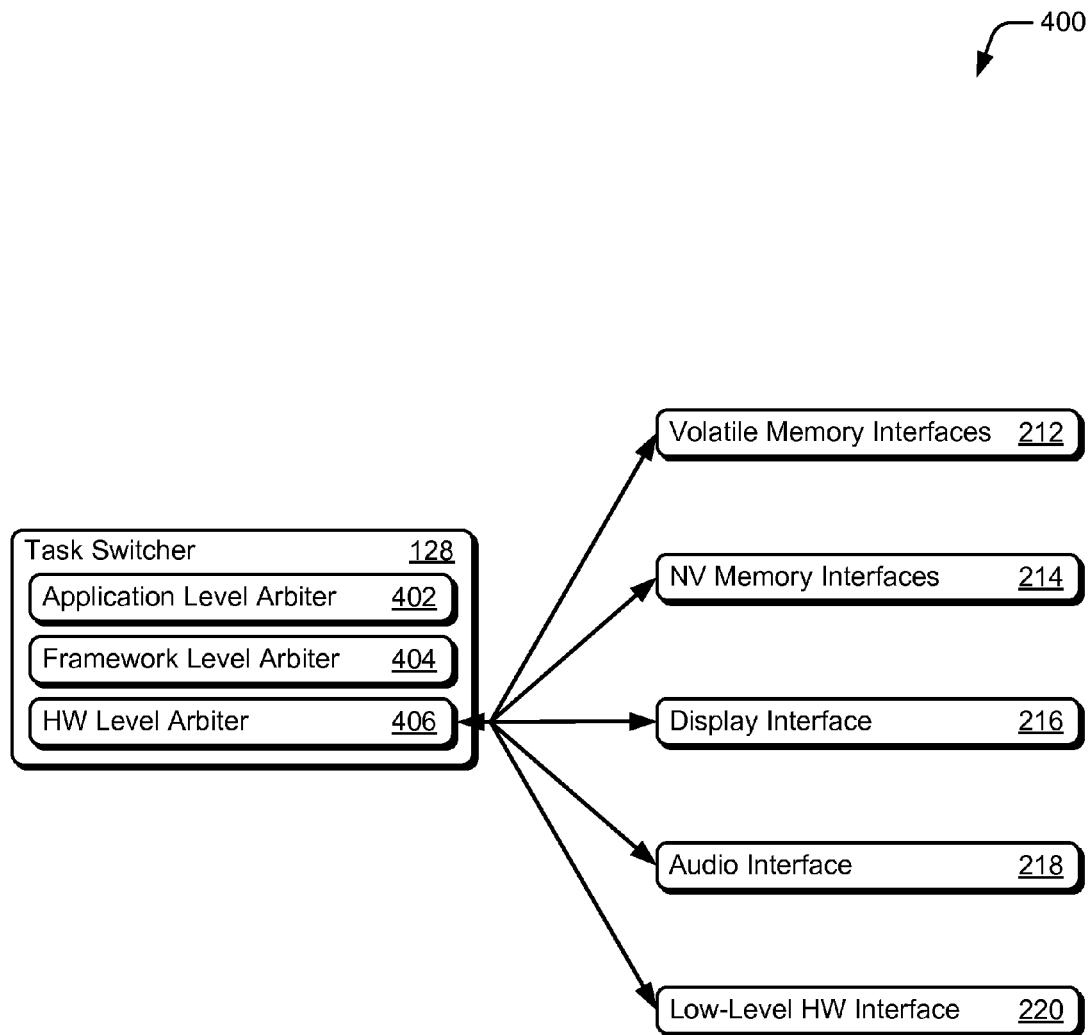 400
Volatile Memory Interfaces 212
Task Switcher 128
Application Level Arbiter 402
Framework Level Arbiter 404
HW Level Arbiter 406
NV Memory Interfaces 214
Display Interface 216
Audio Interface 218
Low-Level HW Interface 220